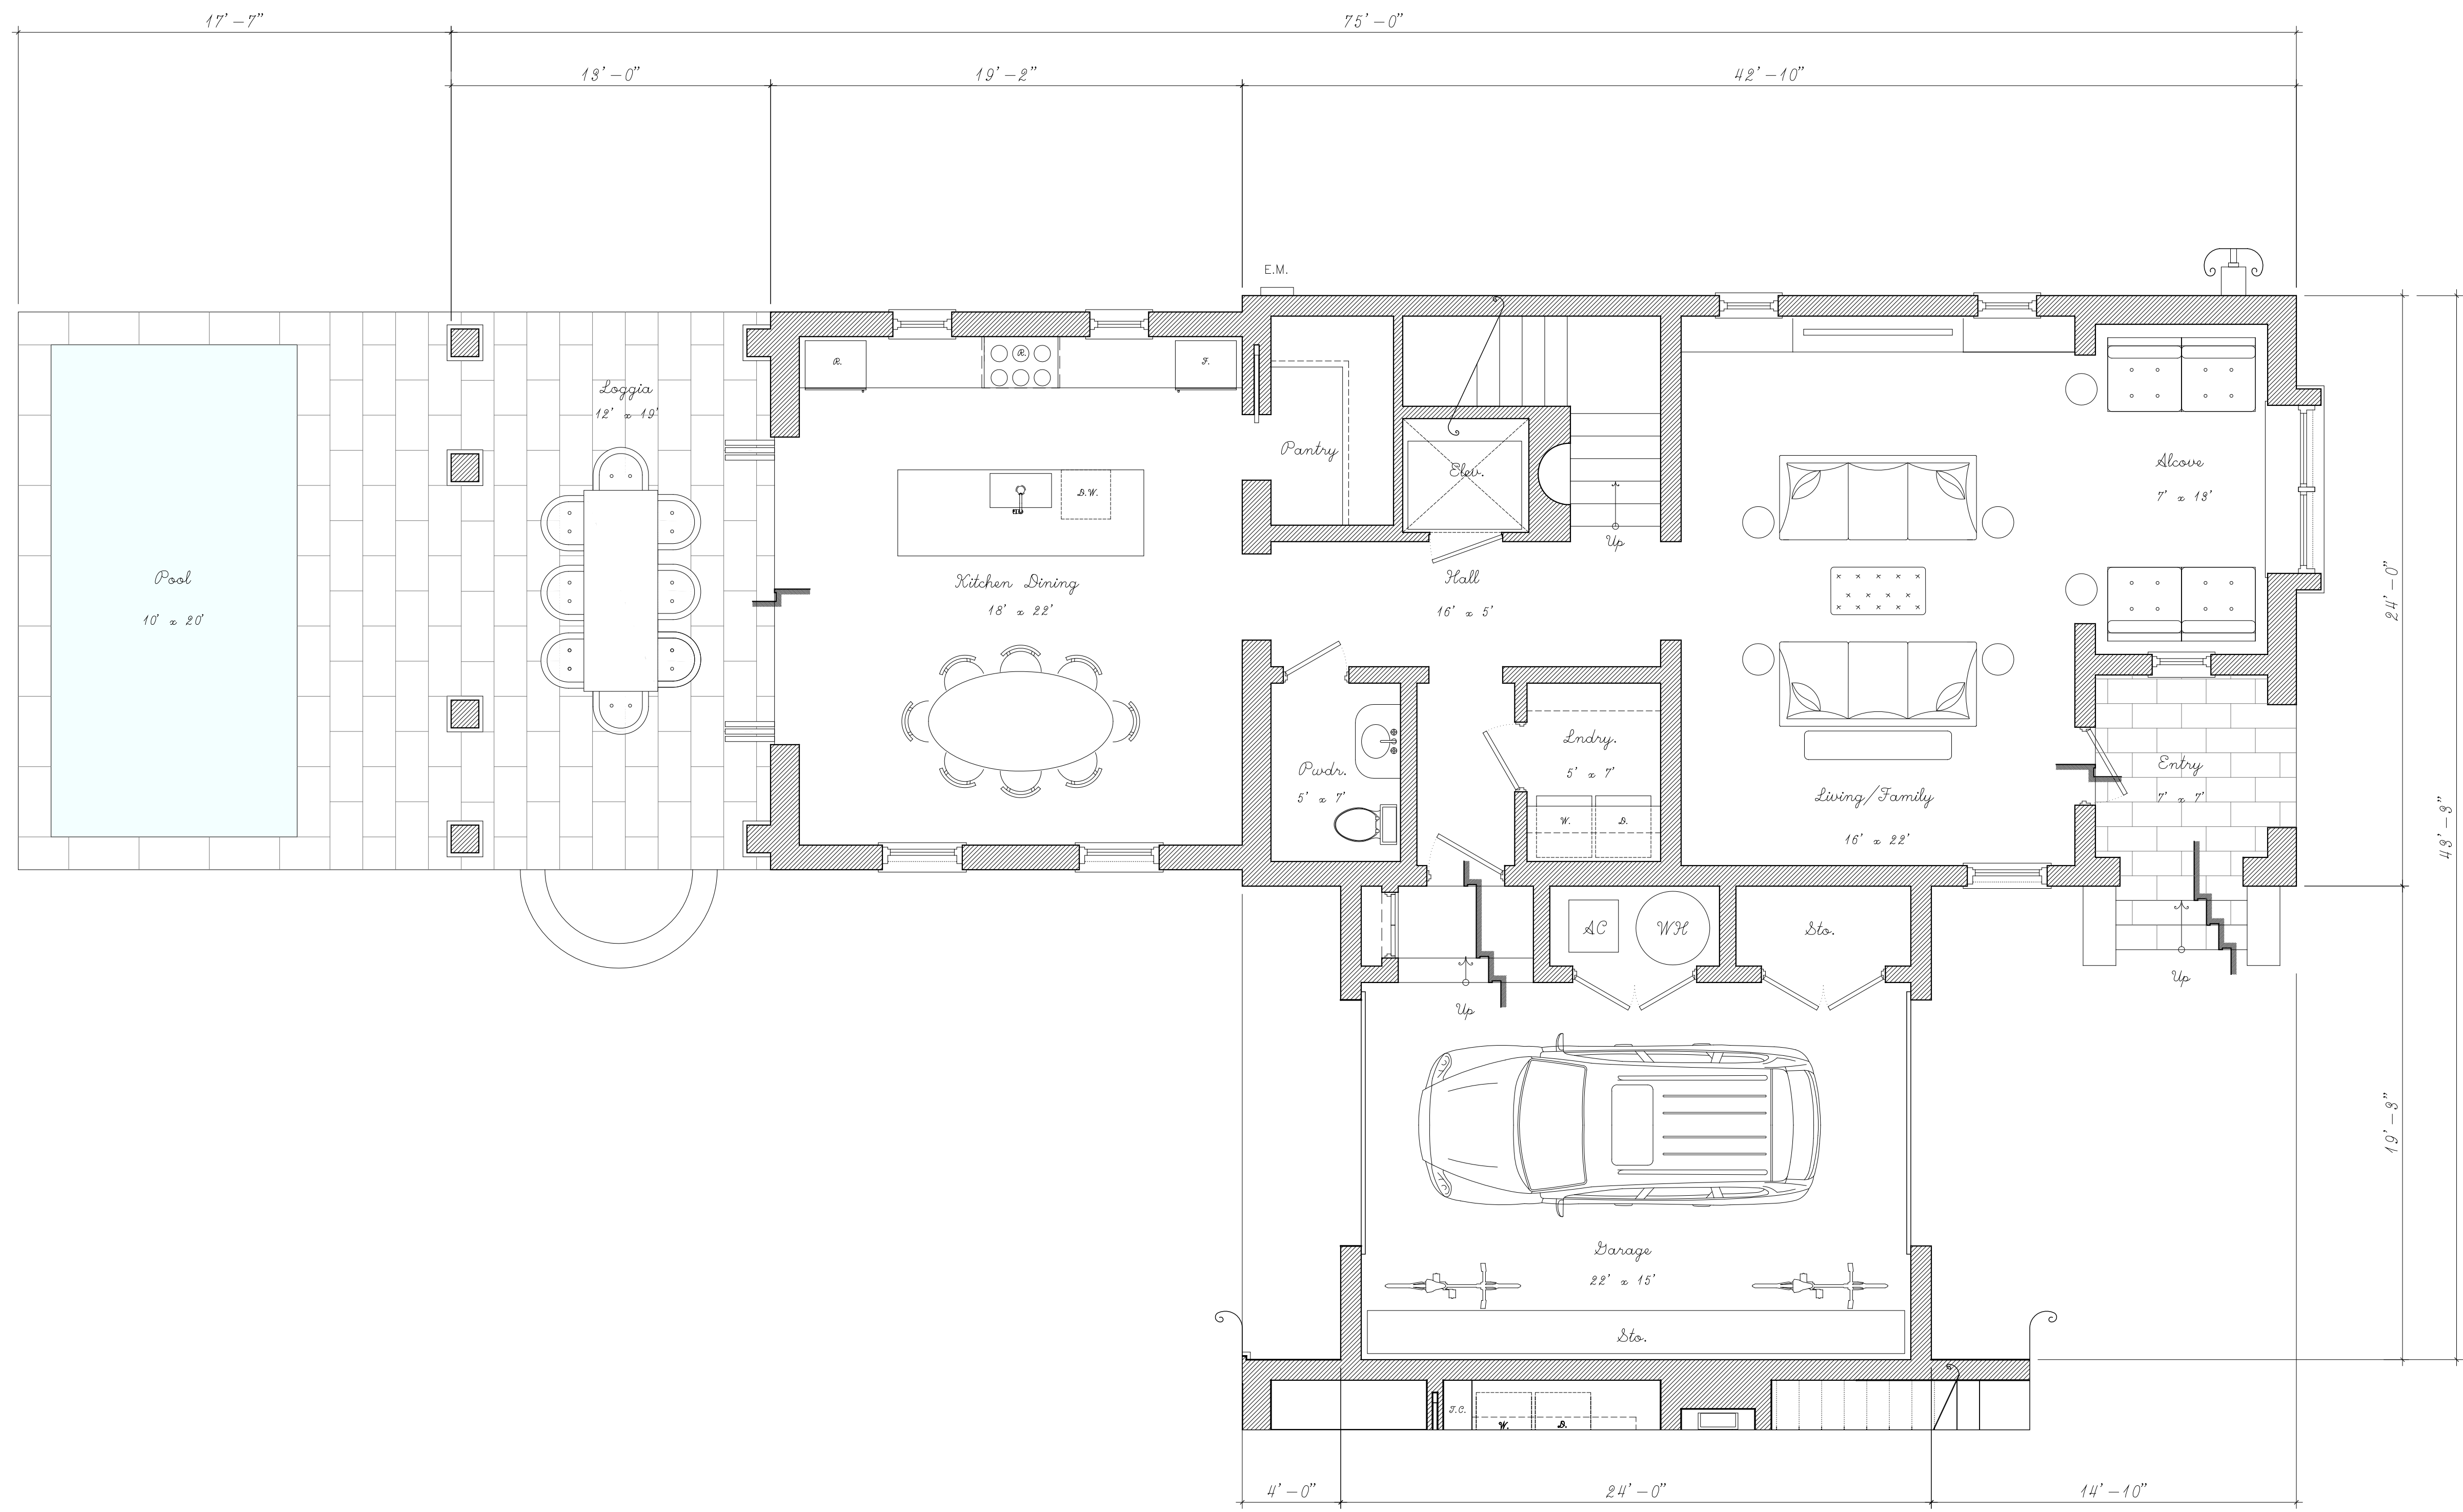 17'-7"
75'-0"
13'-0"
19'-2"
42'-10"
E.M.
R.
R.
F.
Loggia
12' x 19'
Pantry
Elev.
Alcove
7' x 13'
D.W.
Up
Pool
10' x 20'
Kitchen Dining
18' x 22'
Hall
16' x 5'
24'-0"
Lndry.
5' x 7'
Pwdr.
5' x 7'
W.
D.
Living/Family
16' x 22'
Entry
7' x 7'
43'-8"
AC
WH
Sto.
Up
Up
19'-8"
Garage
22' x 15'
Sto.
T.C.
W.
D.
4'-0"
24'-0"
14'-10"